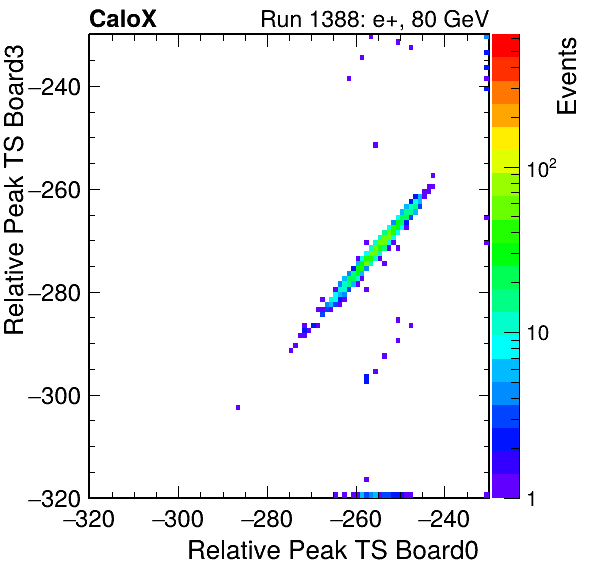 CaloX Run 1388: e+, 80 GeV
Relative Peak TS Board3
−240
−260
−280
−300
−320
−320 −300 −280 −260 −240
Relative Peak TS Board0
Events
10²
10
1